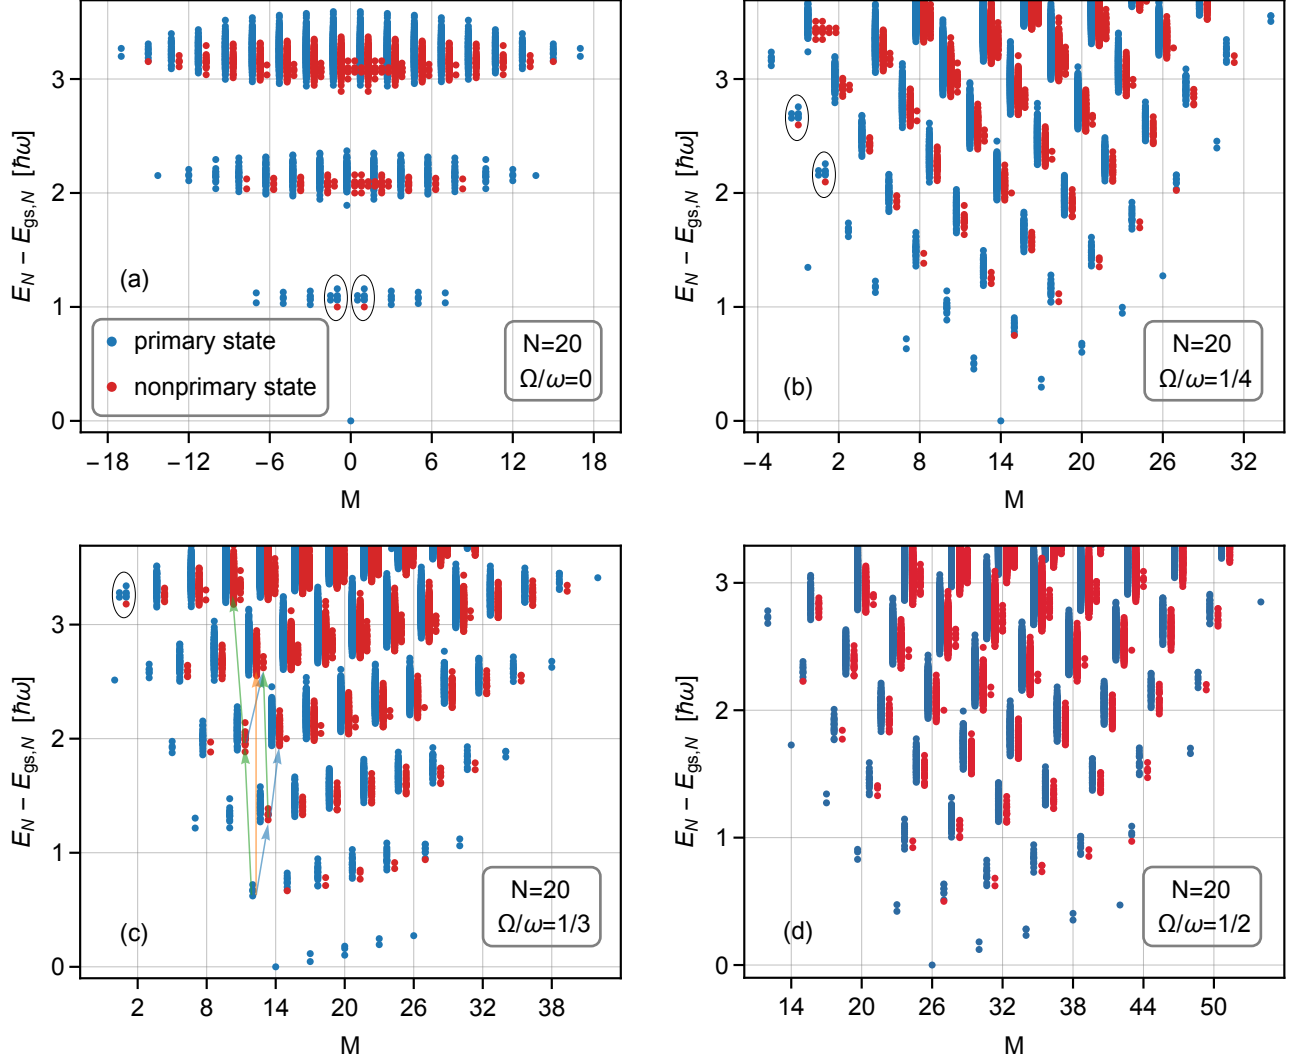 3
2
1
0
E_N − E_gs,N [ħω]
(a)
primary state
nonprimary state
N=20
Ω/ω=0
−18 −12 −6 0 6 12 18
M
3
2
1
0
E_N − E_gs,N [ħω]
(b)
N=20
Ω/ω=1/4
−4 2 8 14 20 26 32
M
3
2
1
0
E_N − E_gs,N [ħω]
(c)
N=20
Ω/ω=1/3
2 8 14 20 26 32 38
M
3
2
1
0
E_N − E_gs,N [ħω]
(d)
N=20
Ω/ω=1/2
14 20 26 32 38 44 50
M